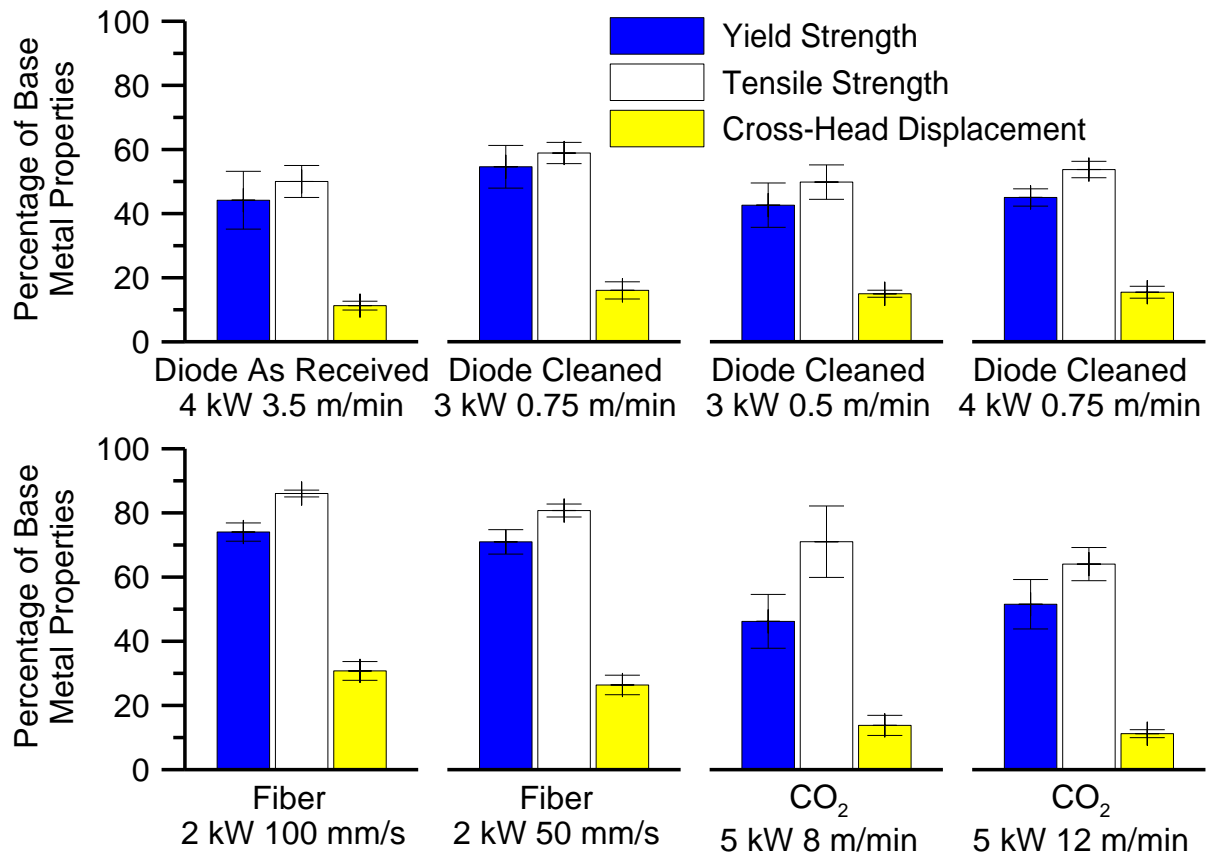 Percentage of Base
Metal Properties
100
80
60
40
20
0
Yield Strength
Tensile Strength
Cross-Head Displacement
Diode As Received
4 kW 3.5 m/min
Diode Cleaned
3 kW 0.75 m/min
Diode Cleaned
3 kW 0.5 m/min
Diode Cleaned
4 kW 0.75 m/min
Percentage of Base
Metal Properties
100
80
60
40
20
0
Fiber
2 kW 100 mm/s
Fiber
2 kW 50 mm/s
CO₂
5 kW 8 m/min
CO₂
5 kW 12 m/min